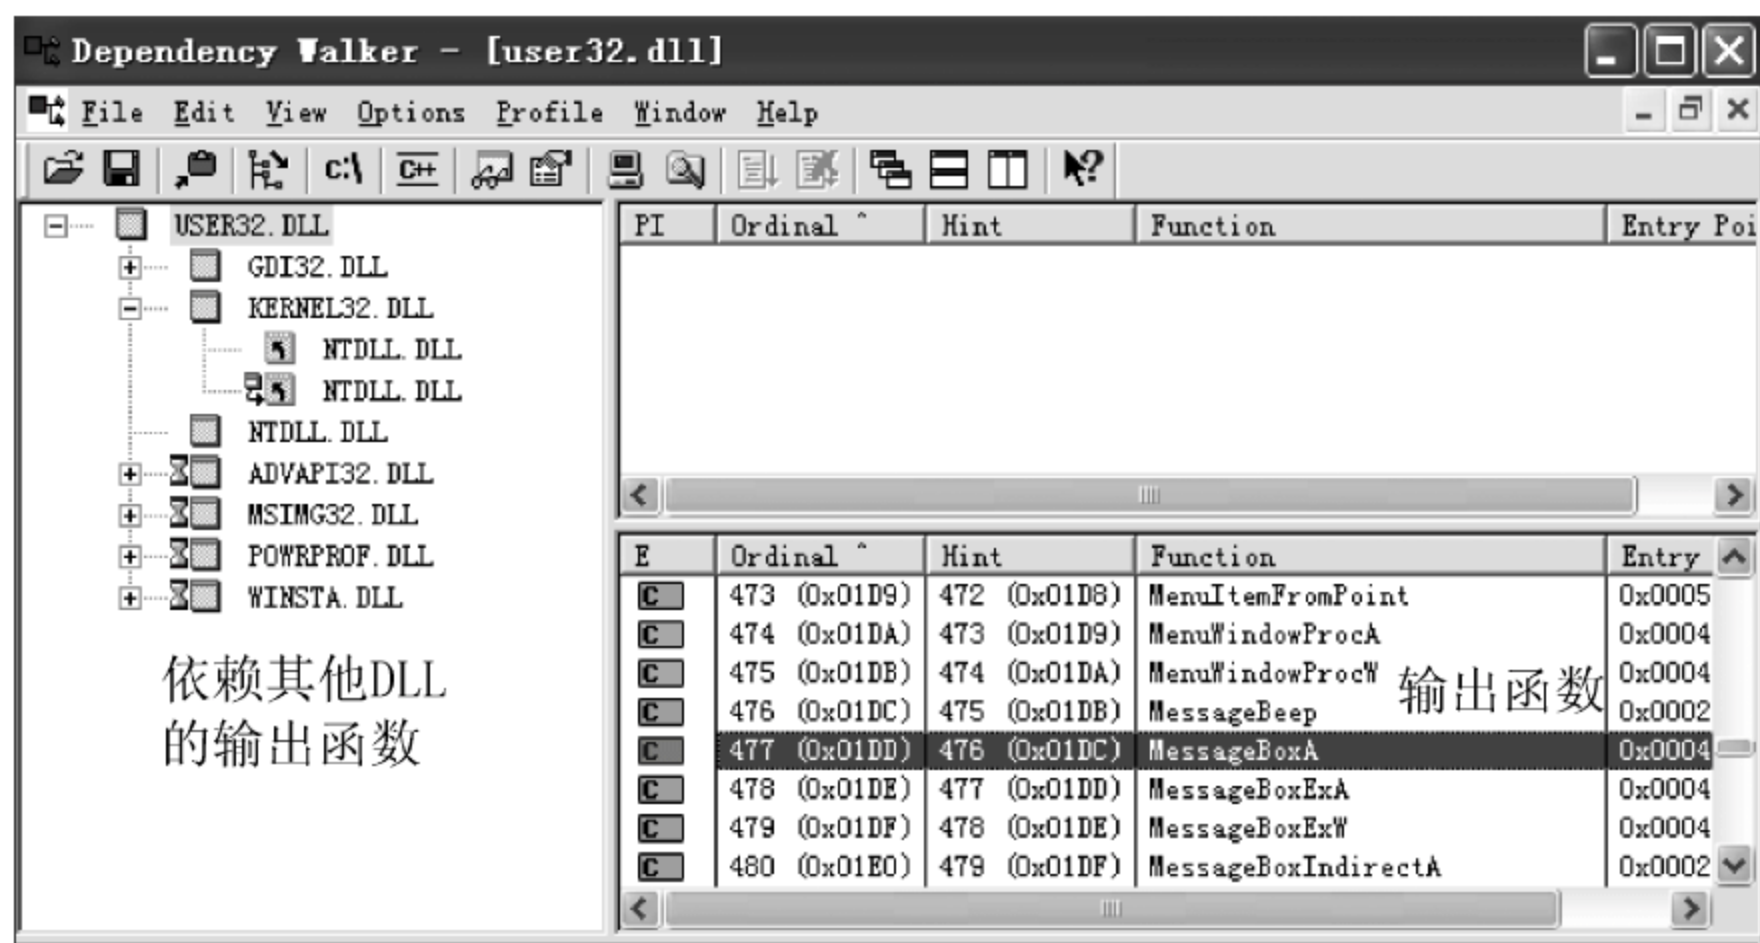 Dependency Walker - [user32.dll]
File Edit View Options Profile Window Help
C:\ C++
USER32.DLL
GDI32.DLL
KERNEL32.DLL
NTDLL.DLL
NTDLL.DLL
NTDLL.DLL
ADVAPI32.DLL
MSIMG32.DLL
POWRPROF.DLL
WINSTA.DLL
依赖其他DLL
的输出函数
PI Ordinal ^ Hint Function Entry Poi
E Ordinal ^ Hint Function Entry
C 473 (0x01D9) 472 (0x01D8) MenuItemFromPoint 0x0005
C 474 (0x01DA) 473 (0x01D9) MenuWindowProcA 0x0004
C 475 (0x01DB) 474 (0x01DA) MenuWindowProcW 0x0004
输出函数
C 476 (0x01DC) 475 (0x01DB) MessageBeep 0x0002
C 477 (0x01DD) 476 (0x01DC) MessageBoxA 0x0004
C 478 (0x01DE) 477 (0x01DD) MessageBoxExA 0x0004
C 479 (0x01DF) 478 (0x01DE) MessageBoxExW 0x0004
C 480 (0x01E0) 479 (0x01DF) MessageBoxIndirectA 0x0002